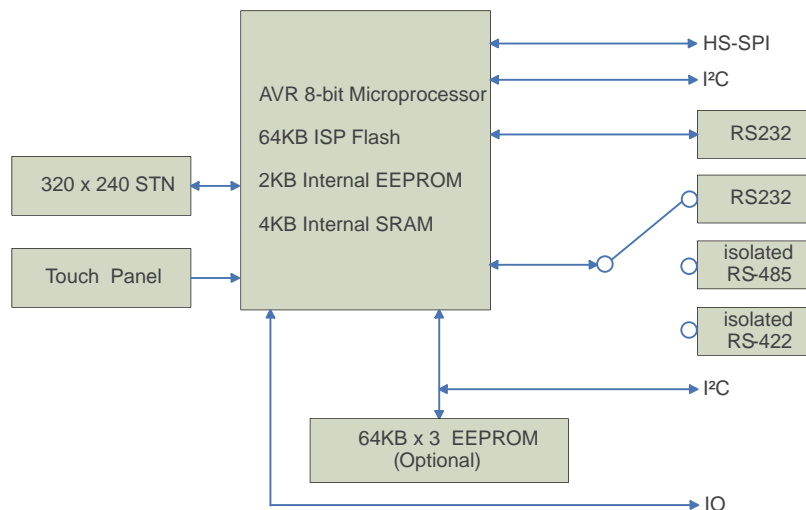 HS-SPI
I²C
AVR 8-bit Microprocessor
64KB ISP Flash
2KB Internal EEPROM
4KB Internal SRAM
RS232
320 x 240 STN
RS232
Touch Panel
isolated
RS-485
isolated
RS-422
I²C
64KB x 3 EEPROM
(Optional)
IO